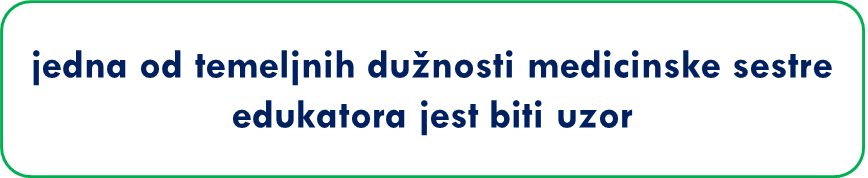 jedna od temeljnih dužnosti medicinske sestre
edukatora jest biti uzor